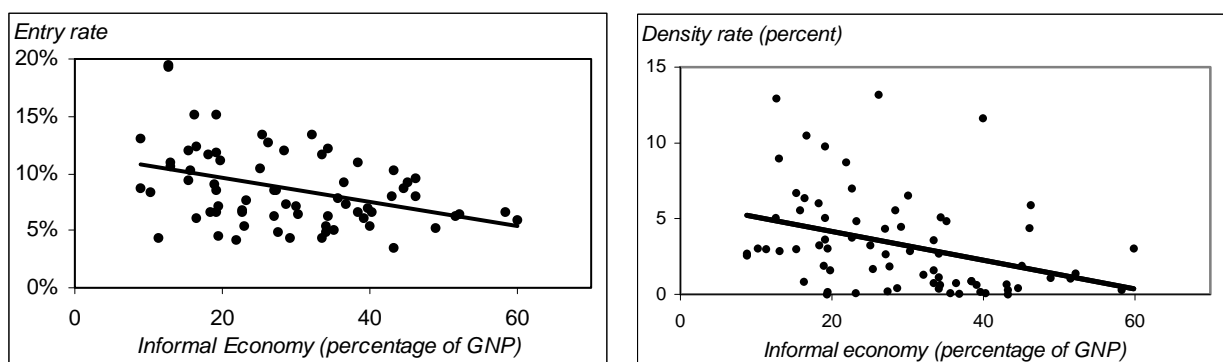 Entry rate
20%
15%
10%
5%
0%
0 20 40 60
Informal Economy (percentage of GNP)
Density rate (percent)
15
10
5
0
0 20 40 60
Informal economy (percentage of GNP)